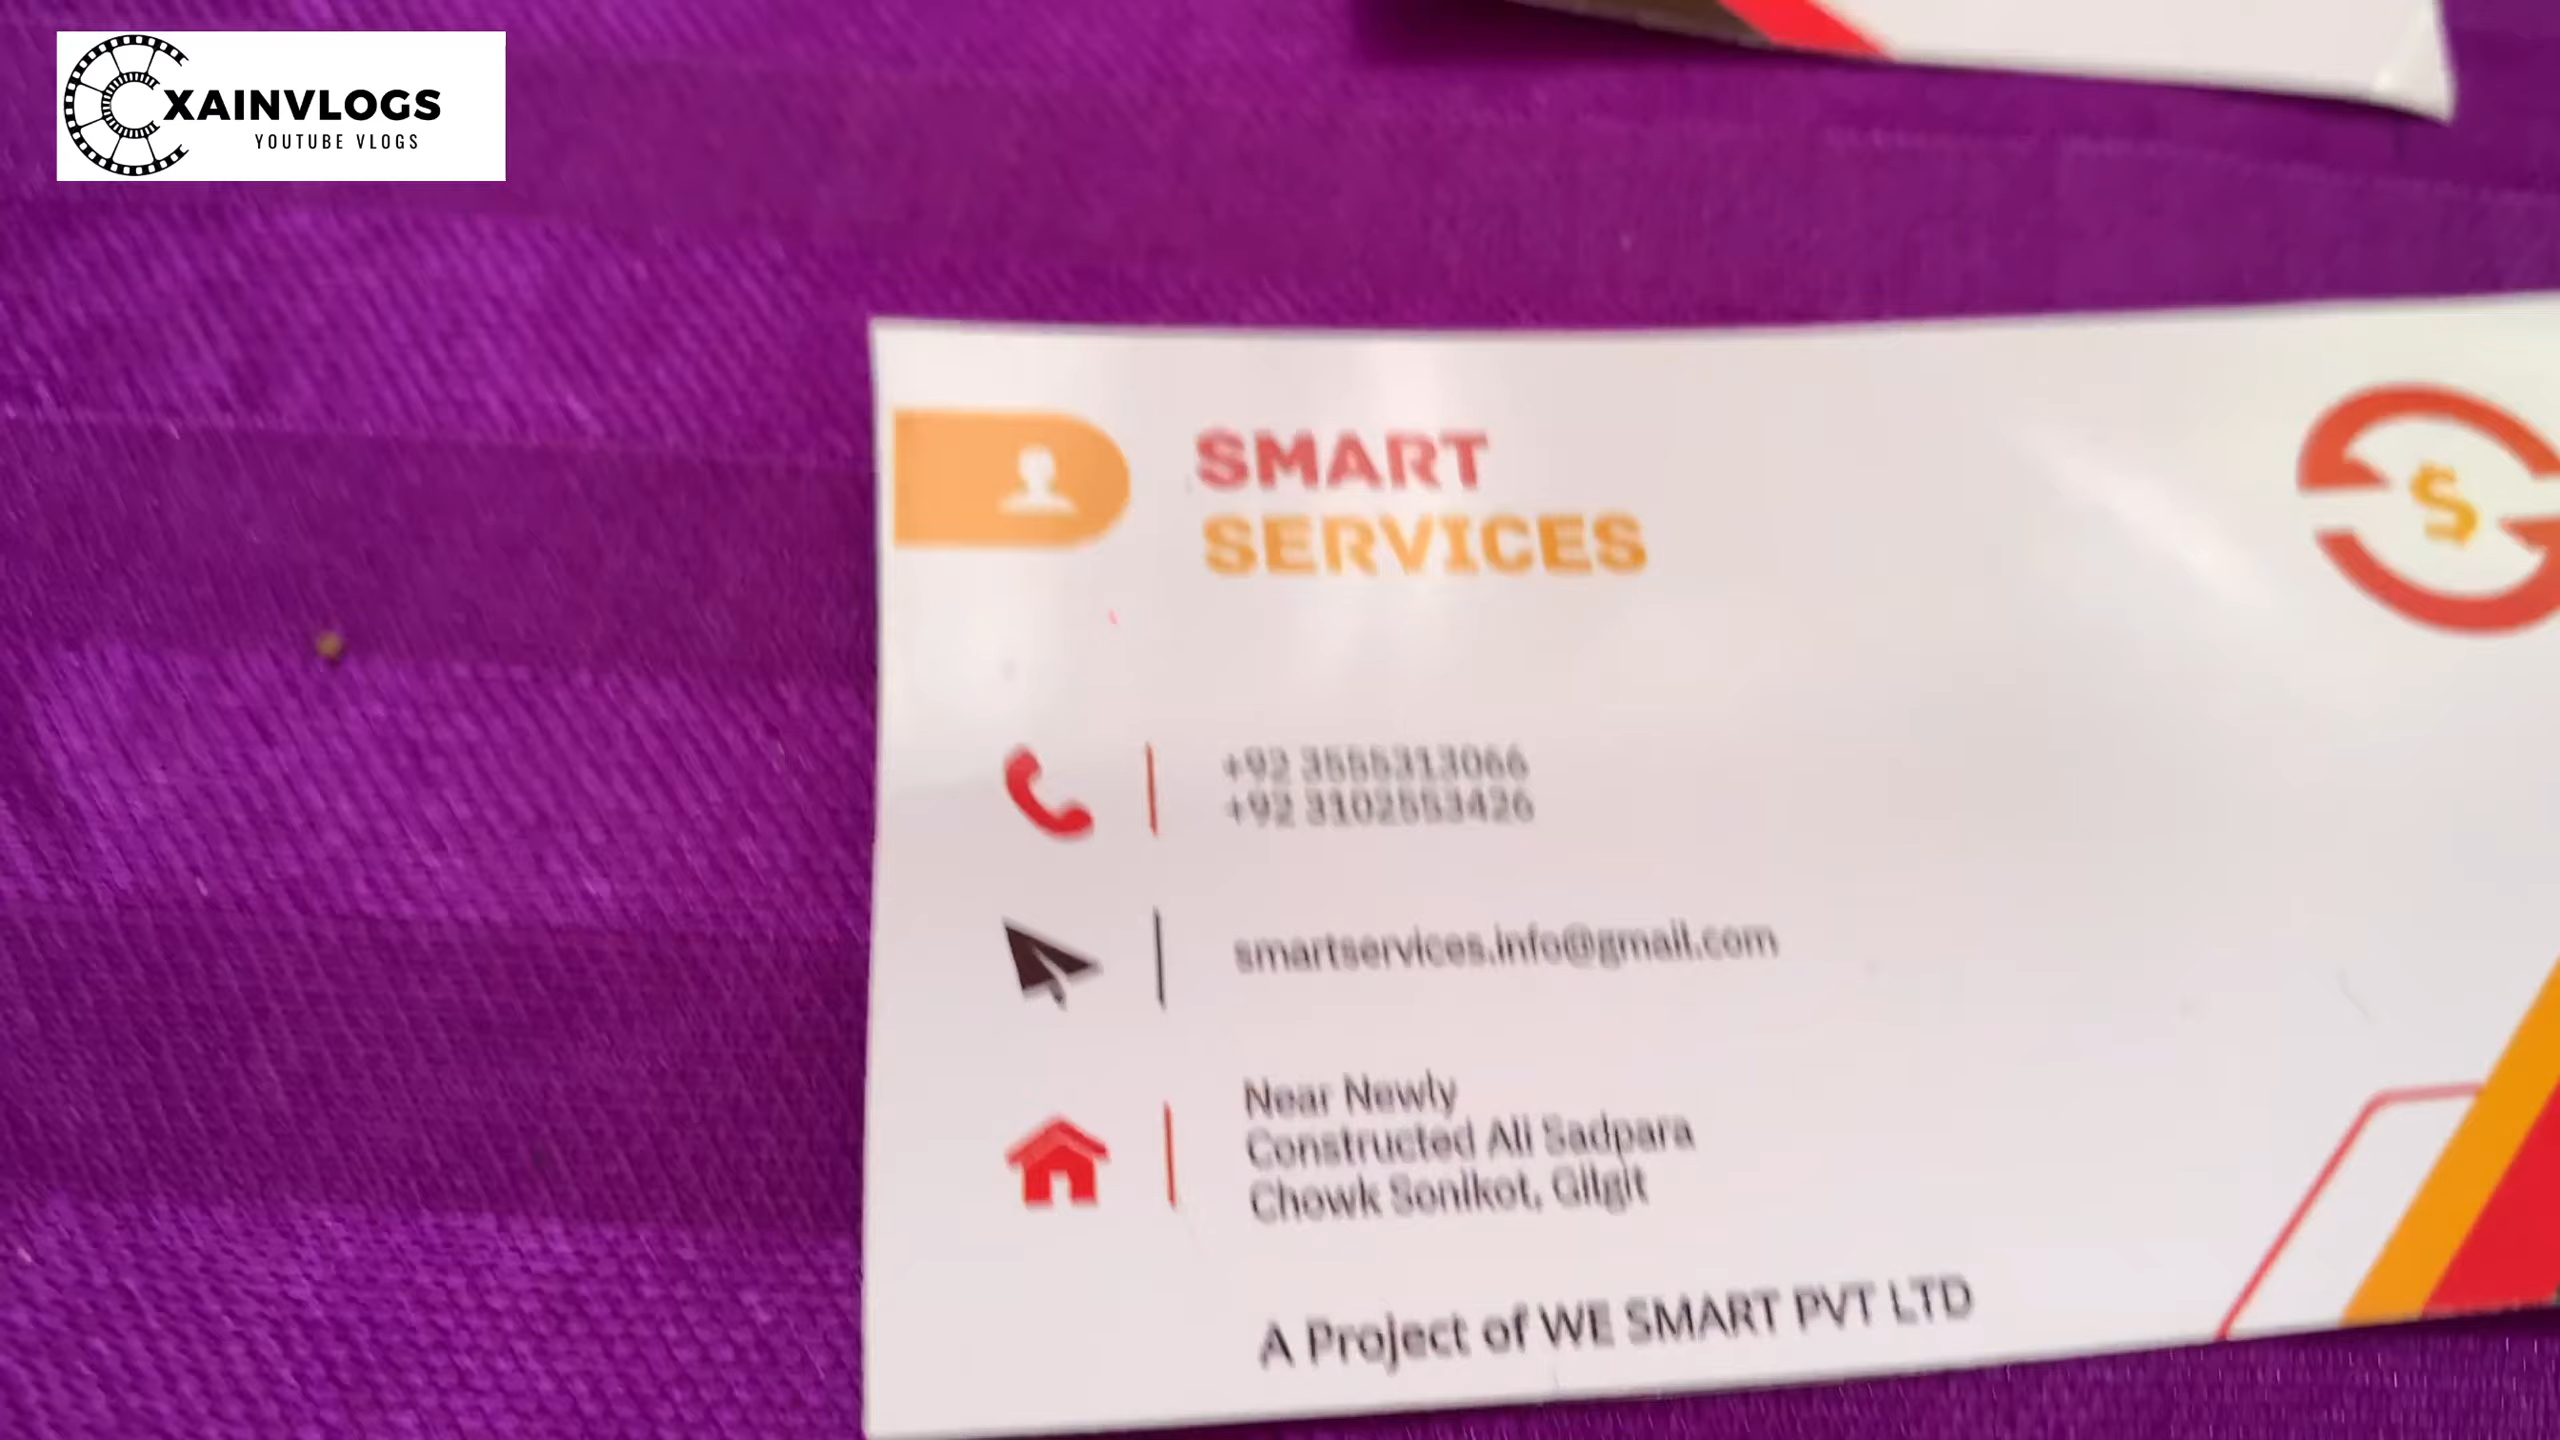 XAINVLOGS
YOUTUBE VLOGS
SMART
SERVICES
+92 3555313066
+92 3102553426
smartservices.info@gmail.com
Near Newly
Constructed Ali Sadpara
Chowk Sonikot, Gilgit
A Project of WE SMART PVT LTD